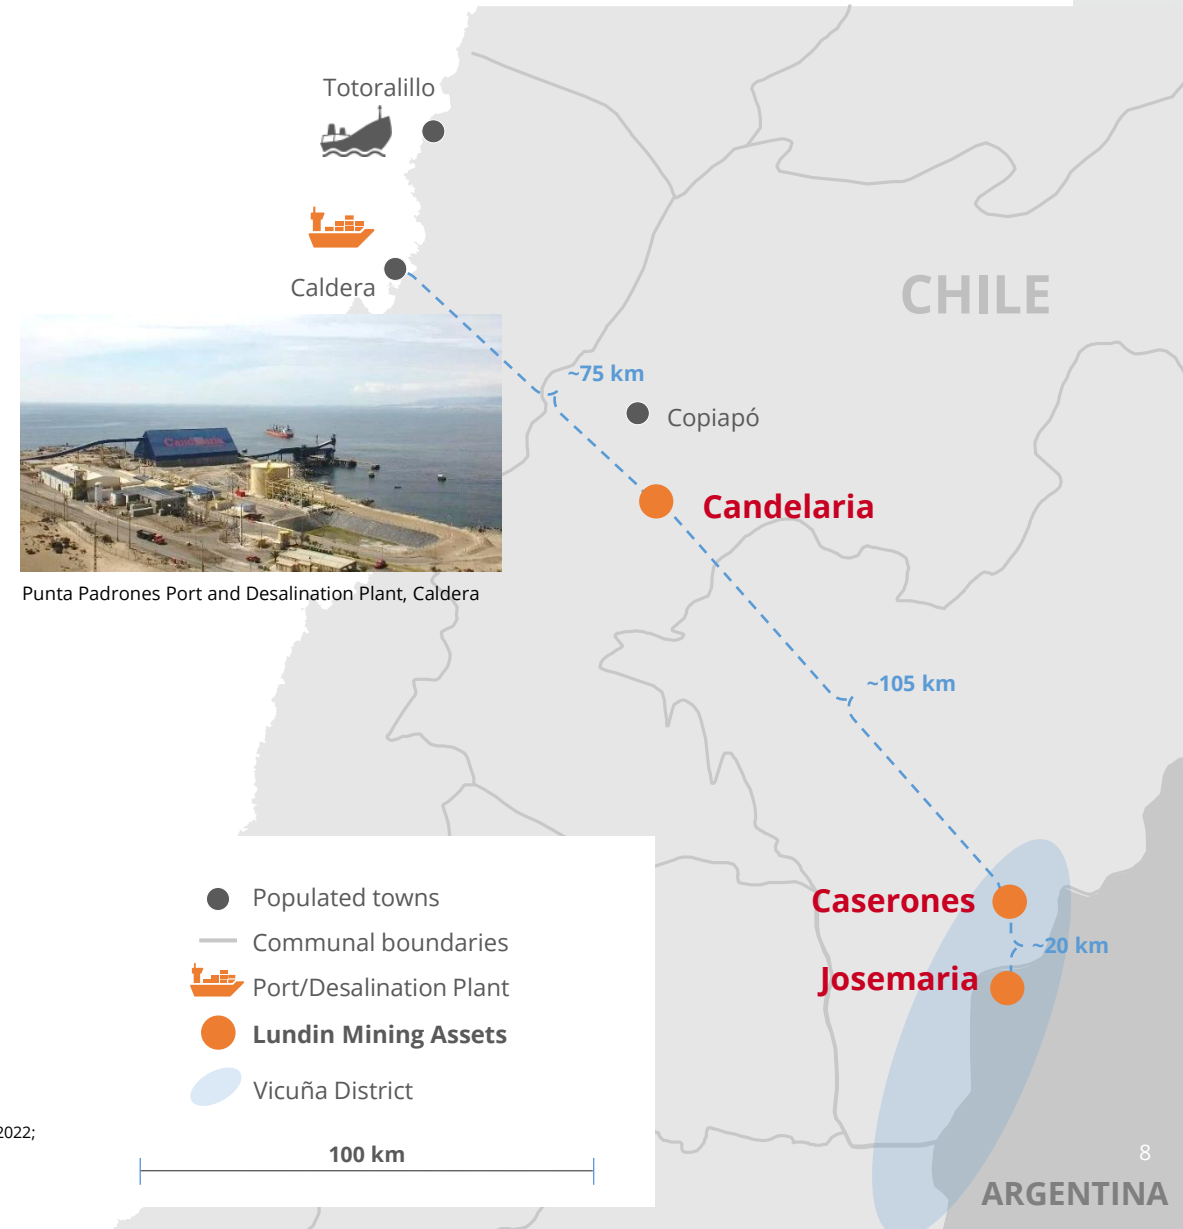 Totoralillo
Caldera
CHILE
~75 km
Copiapó
Candelaria
Candelaria
Punta Padrones Port and Desalination Plant, Caldera
~105 km
Caserones
~20 km
Josemaria
Populated towns
Communal boundaries
Port/Desalination Plant
Lundin Mining Assets
Vicuña District
2022;
100 km
8
ARGENTINA